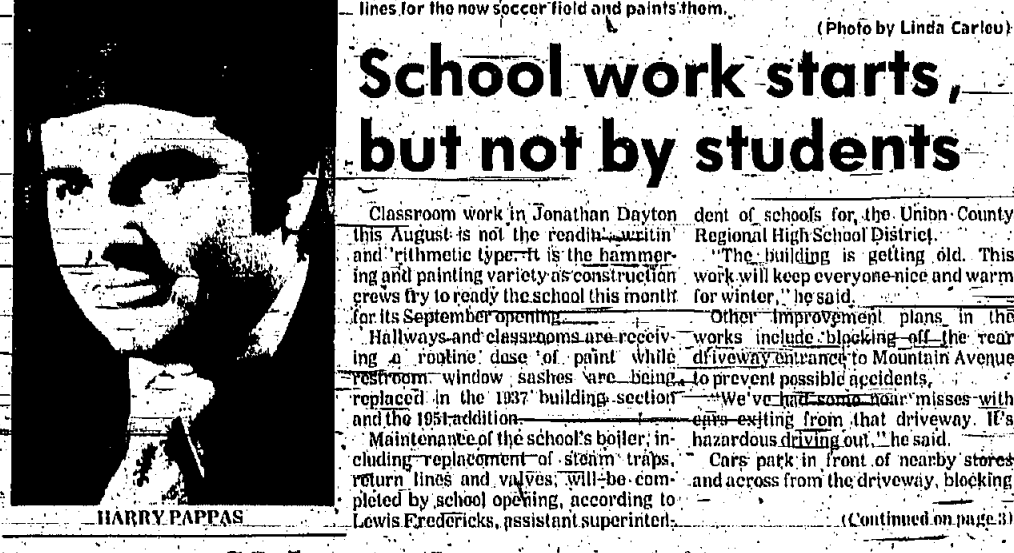 lines for the new soccer field and paints them.
(Photo by Linda Carleu)
School work starts,
but not by students
Classroom work in Jonathan Dayton
this August is not the readin', writin'
and 'rithmetic type. It is the hammer-
ing and painting variety as construction
crews try to ready the school this month
for its September opening.
Hallways and classrooms are receiv-
ing a routine dose of paint while
restroom window sashes are being
replaced in the 1937 building section
and the 1951 addition.
Maintenance of the school's boiler, in-
cluding replacement of steam traps,
return lines and valves, will be com-
pleted by school opening, according to
Lewis Fredericks, assistant superinten-
dent of schools for the Union County
Regional High School District.
"The building is getting old. This
work will keep everyone nice and warm
for winter," he said.
Other improvement plans in the
works include blocking off the rear
driveway entrance to Mountain Avenue
to prevent possible accidents,
"We've had some near misses with
cars exiting from that driveway. It's
hazardous driving out," he said.
Cars park in front of nearby stores
and across from the driveway, blocking
(Continued on page 3)
HARRY PAPPAS